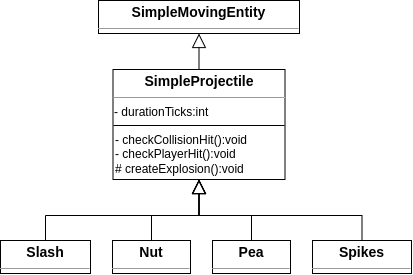 SimpleMovingEntity
SimpleProjectile
- durationTicks:int
- checkCollisionHit():void
- checkPlayerHit():void
# createExplosion():void
Slash
Nut
Pea
Spikes